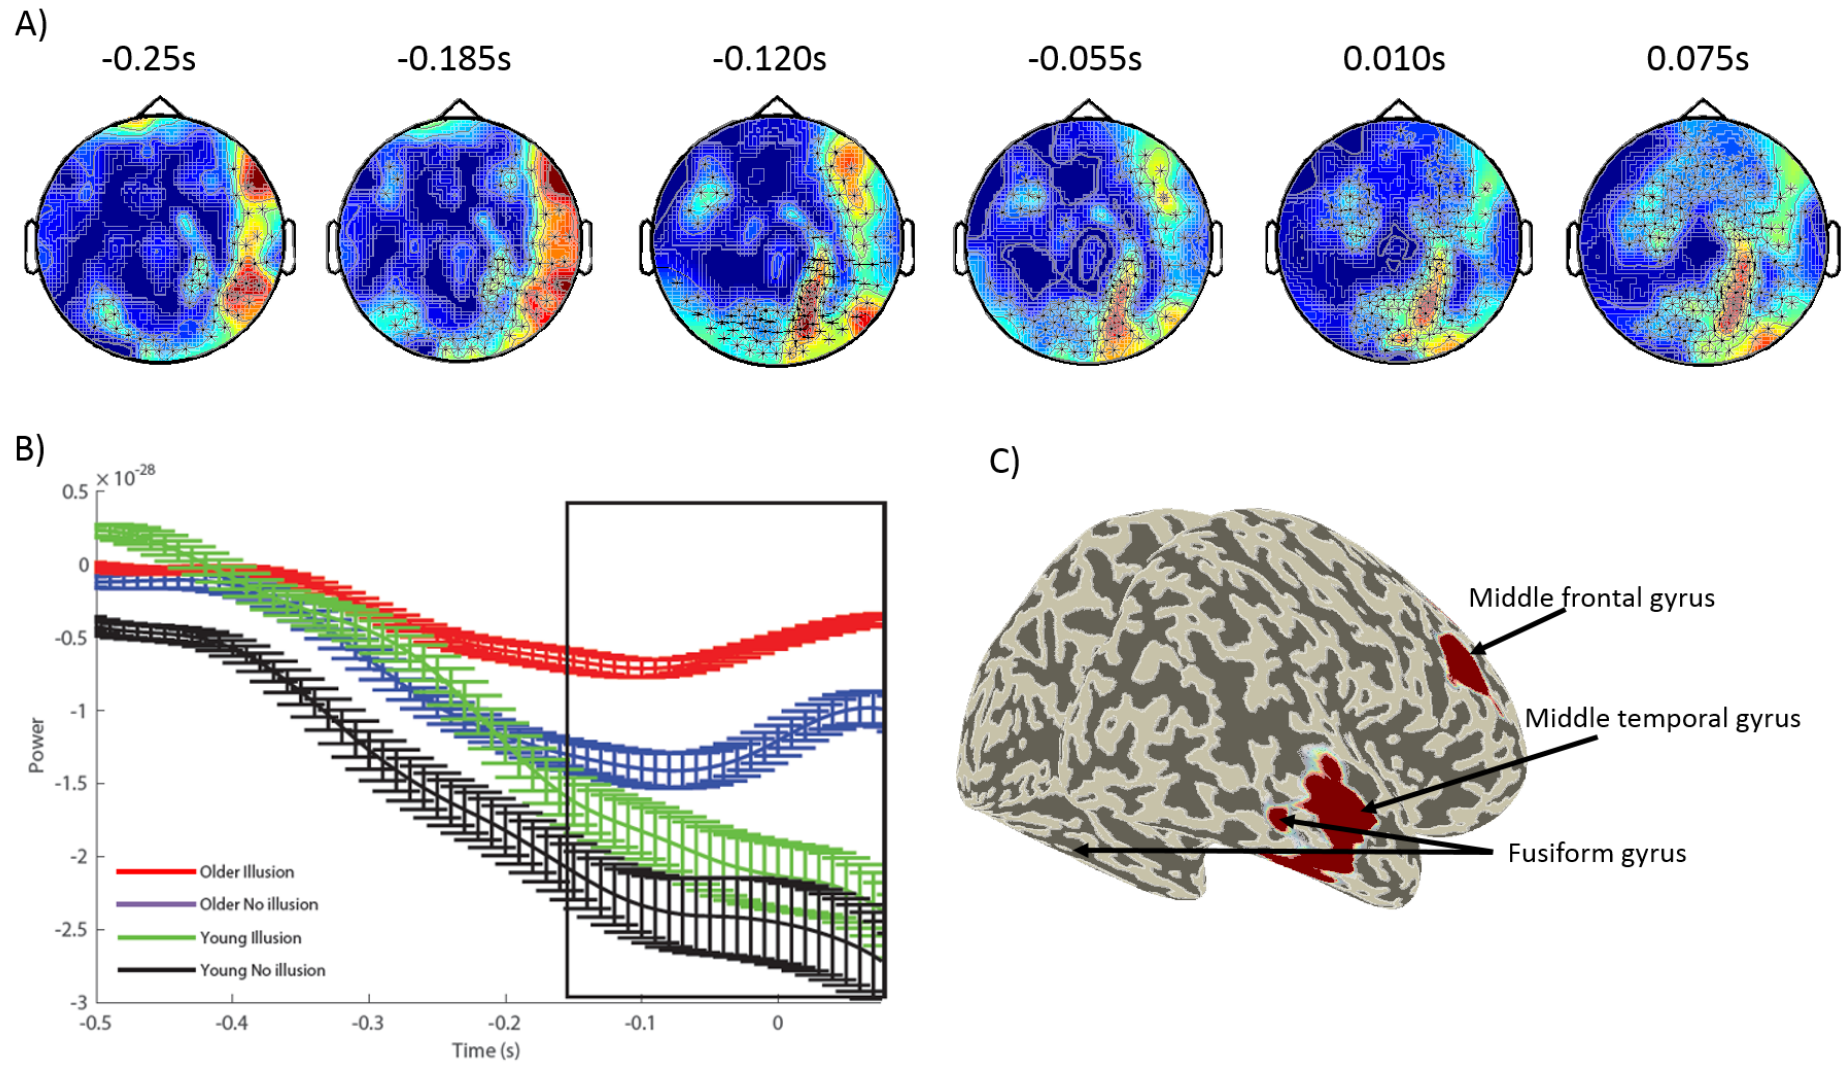 A)
-0.25s
-0.185s
-0.120s
-0.055s
0.010s
0.075s
B)
×10-28
0.5
0
-0.5
-1
-1.5
-2
-2.5
-3
Power
Older Illusion
Older No illusion
Young Illusion
Young No illusion
-0.5
-0.4
-0.3
-0.2
-0.1
0
Time (s)
C)
Middle frontal gyrus
Middle temporal gyrus
Fusiform gyrus